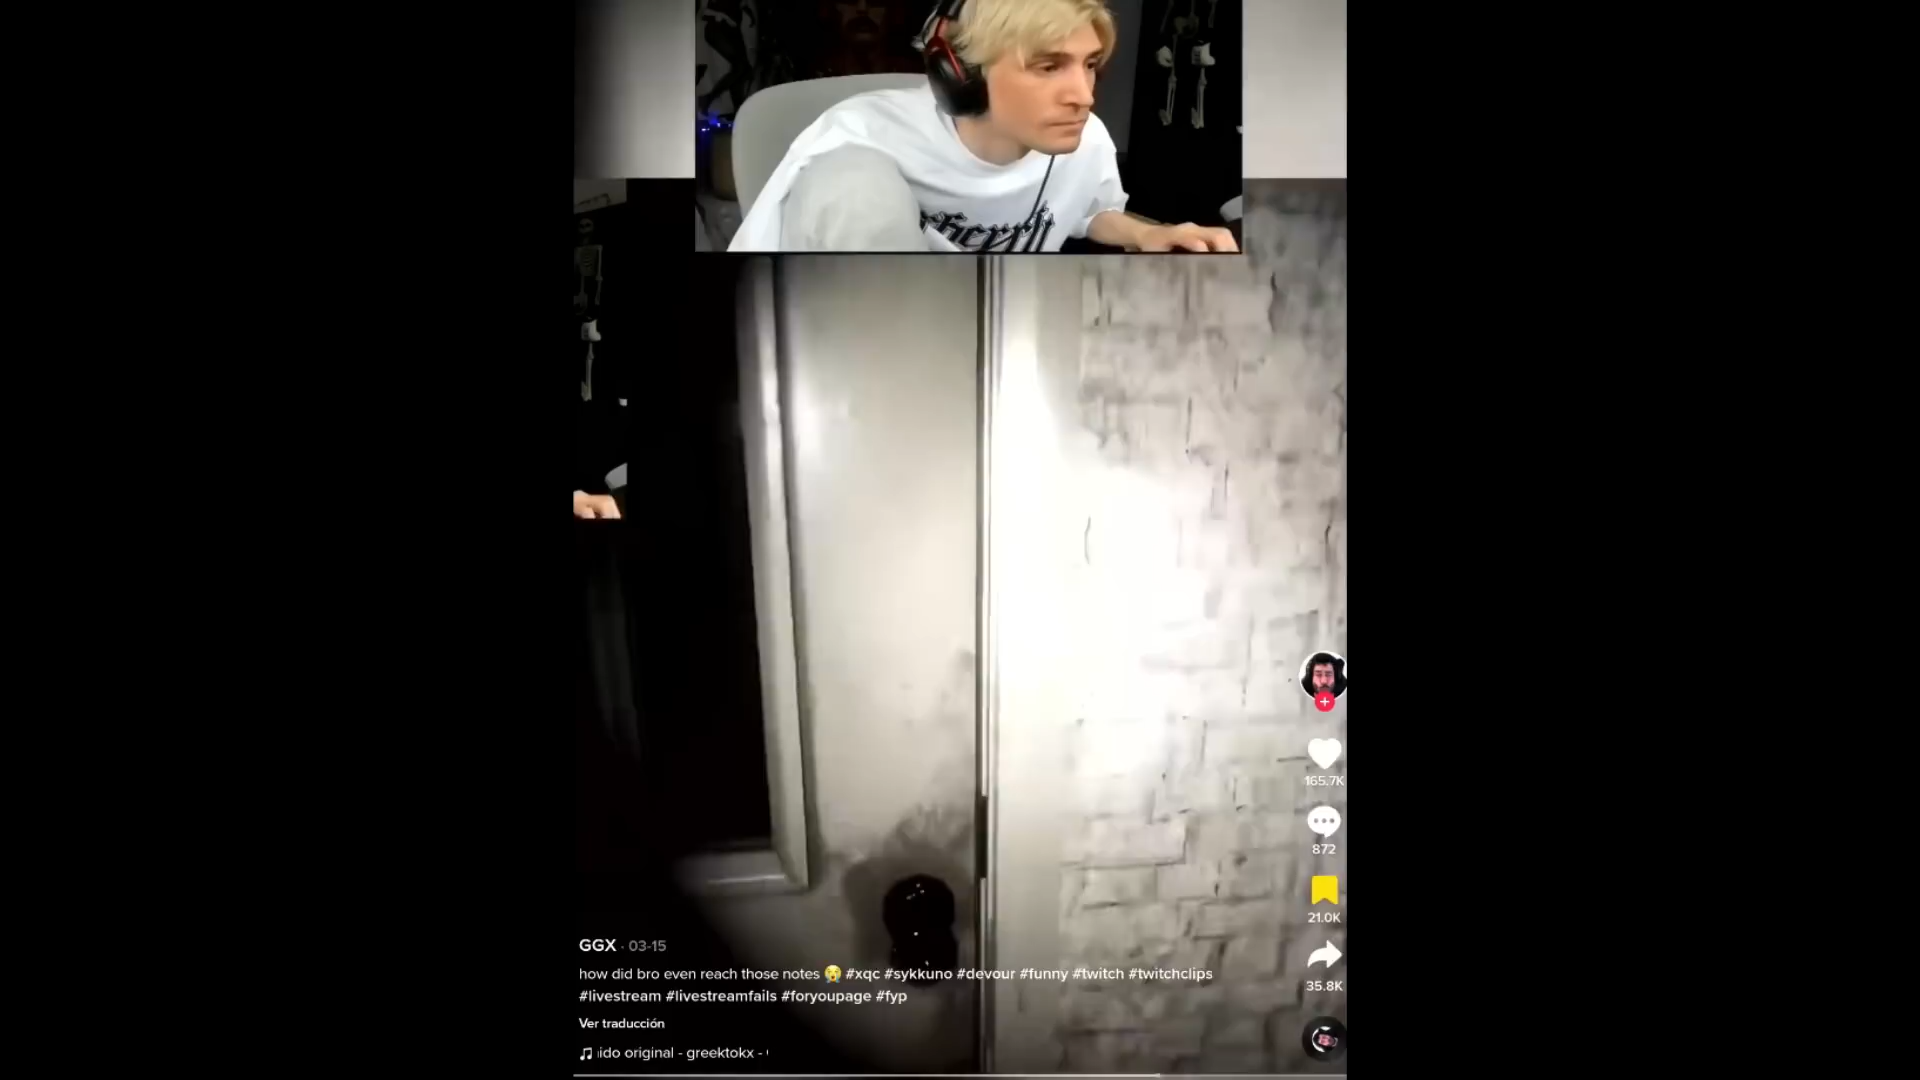 165.7K
872
21.0K
35.8K
GGX · 03-15
how did bro even reach those notes 😭 #xqc #sykkuno #devour #funny #twitch #twitchclips
#livestream #livestreamfails #foryoupage #fyp
Ver traducción
ido original - greektokx -